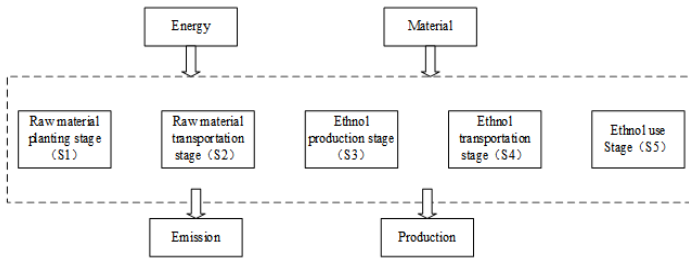 Energy
Material
Raw material
planting stage
（S1）
Raw material
transportation
stage（S2）
Ethnol
production stage
（S3）
Ethnol
transportation
stage（S4）
Ethnol use
Stage（S5）
Emission
Production